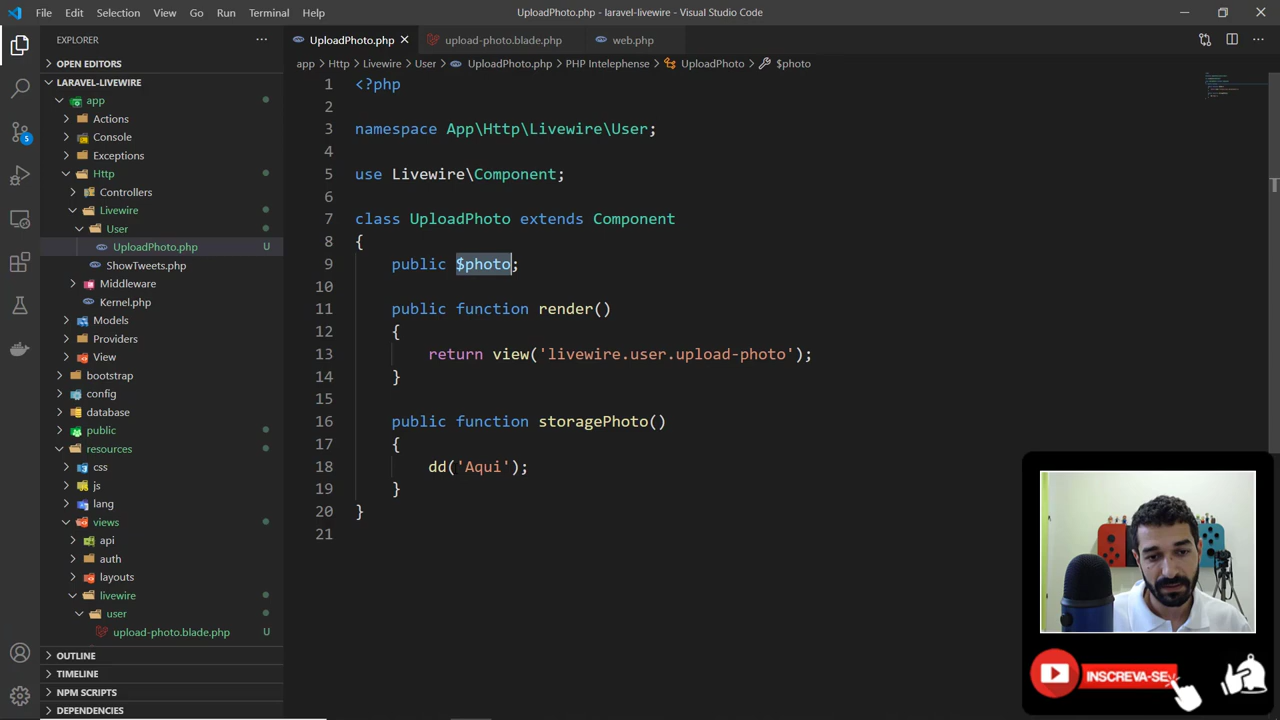 File Edit Selection View Go Run Terminal Help
UploadPhoto.php - laravel-livewire - Visual Studio Code
EXPLORER
OPEN EDITORS
LARAVEL-LIVEWIRE
app
Actions
Console
Exceptions
Http
Controllers
Livewire
User
UploadPhoto.php U
ShowTweets.php
Middleware
Kernel.php
Models
Providers
View
bootstrap
config
database
public
resources
css
js
lang
views
api
auth
layouts
livewire
user
upload-photo.blade.php U
OUTLINE
TIMELINE
NPM SCRIPTS
DEPENDENCIES
5
UploadPhoto.php upload-photo.blade.php web.php
app > Http > Livewire > User > UploadPhoto.php > PHP Intelephense > UploadPhoto > $photo
1 <?php
2
3 namespace App\Http\Livewire\User;
4
5 use Livewire\Component;
6
7 class UploadPhoto extends Component
8 {
9 public $photo;
10
11 public function render()
12 {
13 return view('livewire.user.upload-photo');
14 }
15
16 public function storagePhoto()
17 {
18 dd('Aqui');
19 }
20 }
21
INSCREVA-SE